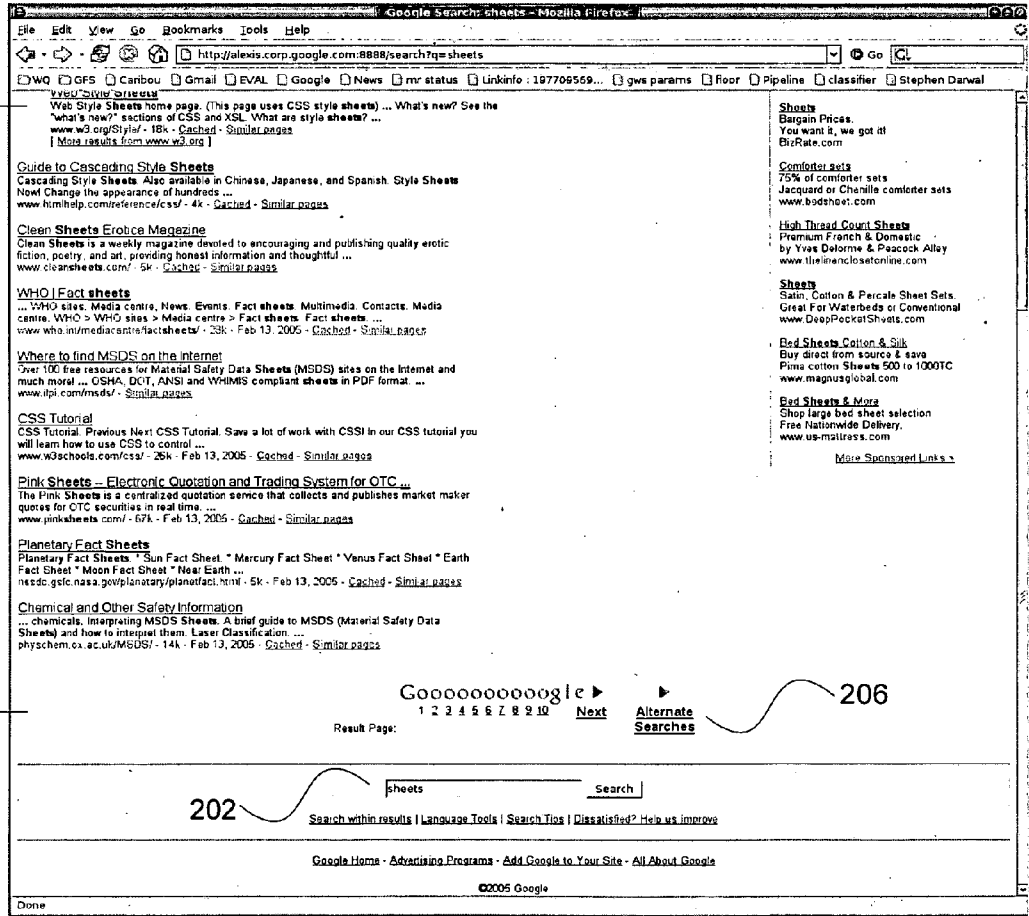 Google Search: sheets - Mozilla Firefox
File Edit View Go Bookmarks Tools Help
http://alexis.corp.google.com:8888/search?q=sheets Go
WQ GFS Caribou Gmail EVAL Google News mr status Linkinfo : 197709569... gws params floor Pipeline classifier Stephen Darwal
Web Style Sheets
Web Style Sheets home page. (This page uses CSS style sheets) ... What's new? See the
"what's new?" sections of CSS and XSL. What are style sheets? ...
www.w3.org/Style/ - 18k - Cached - Similar pages
[ More results from www.w3.org ]
Guide to Cascading Style Sheets
Cascading Style Sheets. Also available in Chinese, Japanese, and Spanish. Style Sheets
Now! Change the appearance of hundreds ...
www.htmlhelp.com/reference/css/ - 4k - Cached - Similar pages
Clean Sheets Erotica Magazine
Clean Sheets is a weekly magazine devoted to encouraging and publishing quality erotic
fiction, poetry, and art, providing honest information and thoughtful ...
www.cleansheets.com/ - 5k - Cached - Similar pages
WHO | Fact sheets
... WHO sites. Media centre, News. Events. Fact sheets. Multimedia. Contacts. Media
centre. WHO > WHO sites > Media centre > Fact sheets. Fact sheets. ...
www.who.int/mediacentre/factsheets/ - 23k - Feb 13, 2005 - Cached - Similar pages
Where to find MSDS on the Internet
Over 100 free resources for Material Safety Data Sheets (MSDS) sites on the Internet and
much more! ... OSHA, DOT, ANSI and WHIMIS compliant sheets in PDF format. ...
www.ilpi.com/msds/ - Similar pages
CSS Tutorial
CSS Tutorial. Previous Next CSS Tutorial. Save a lot of work with CSS! In our CSS tutorial you
will learn how to use CSS to control ...
www.w3schools.com/css/ - 25k - Feb 13, 2005 - Cached - Similar pages
Pink Sheets -- Electronic Quotation and Trading System for OTC ...
The Pink Sheets is a centralized quotation service that collects and publishes market maker
quotes for OTC securities in real time. ...
www.pinksheets.com/ - 67k - Feb 13, 2005 - Cached - Similar pages
Planetary Fact Sheets
Planetary Fact Sheets. * Sun Fact Sheet. * Mercury Fact Sheet * Venus Fact Sheet * Earth
Fact Sheet * Moon Fact Sheet * Near Earth ...
nssdc.gsfc.nasa.gov/planetary/planetfact.html - 5k - Feb 13, 2005 - Cached - Similar pages
Chemical and Other Safety Information
... chemicals, Interpreting MSDS Sheets. A brief guide to MSDS (Material Safety Data
Sheets) and how to interpret them. Laser Classification. ...
physchem.ox.ac.uk/MSDS/ - 14k - Feb 13, 2005 - Cached - Similar pages
Sheets
Bargain Prices.
You want it, we got it!
BizRate.com
Comforter sets
75% of comforter sets
Jacquard or Chenille comforter sets
www.bedsheet.com
High Thread Count Sheets
Premium French & Domestic
by Yves Delorme & Peacock Alley
www.thelinenclosetonline.com
Sheets
Satin, Cotton & Percale Sheet Sets.
Great For Waterbeds or Conventional
www.DeepPocketSheets.com
Bed Sheets Cotton & Silk
Buy direct from source & save
Pima cotton Sheets 500 to 1000TC
www.magnusglobal.com
Bed Sheets & More
Shop large bed sheet selection
Free Nationwide Delivery.
www.us-mattress.com
More Sponsored Links »
Goooooooooogle
1 2 3 4 5 6 7 8 9 10 Next Alternate
Searches
Result Page:
206
sheets Search
202
Search within results | Language Tools | Search Tips | Dissatisfied? Help us improve
Google Home - Advertising Programs - Add Google to Your Site - All About Google
©2005 Google
Done